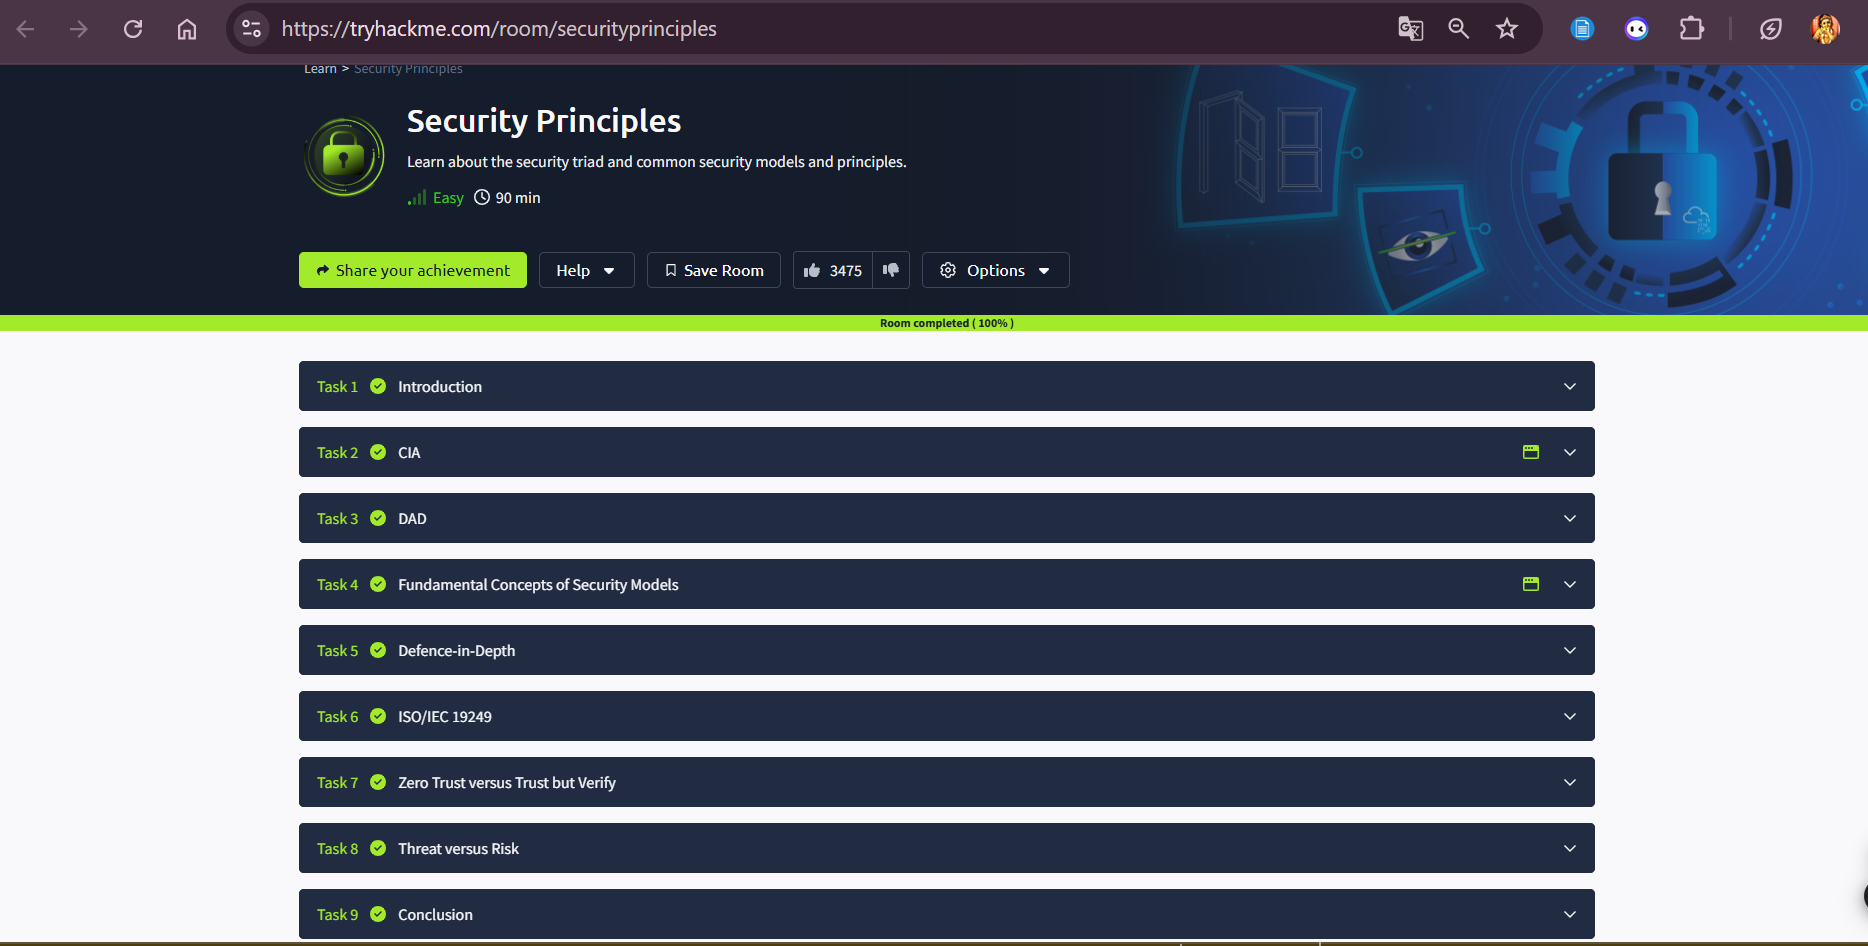 https://tryhackme.com/room/securityprinciples
Learn > Security Principles
Security Principles
Learn about the security triad and common security models and principles.
Easy 90 min
Share your achievement Help Save Room 3475 Options
Room completed ( 100% )
Task 1 Introduction
Task 2 CIA
Task 3 DAD
Task 4 Fundamental Concepts of Security Models
Task 5 Defence-in-Depth
Task 6 ISO/IEC 19249
Task 7 Zero Trust versus Trust but Verify
Task 8 Threat versus Risk
Task 9 Conclusion